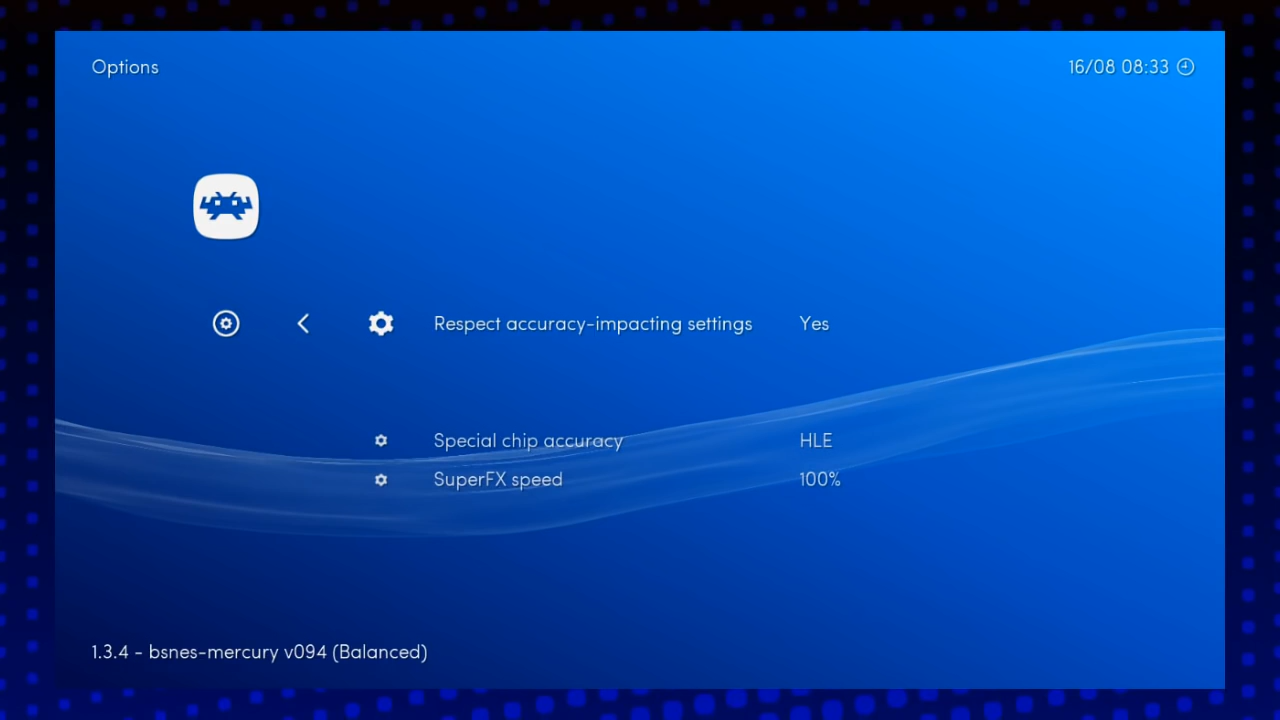 Options
16/08 08:33
Respect accuracy-impacting settings Yes
Special chip accuracy HLE
SuperFX speed 100%
1.3.4 - bsnes-mercury v094 (Balanced)